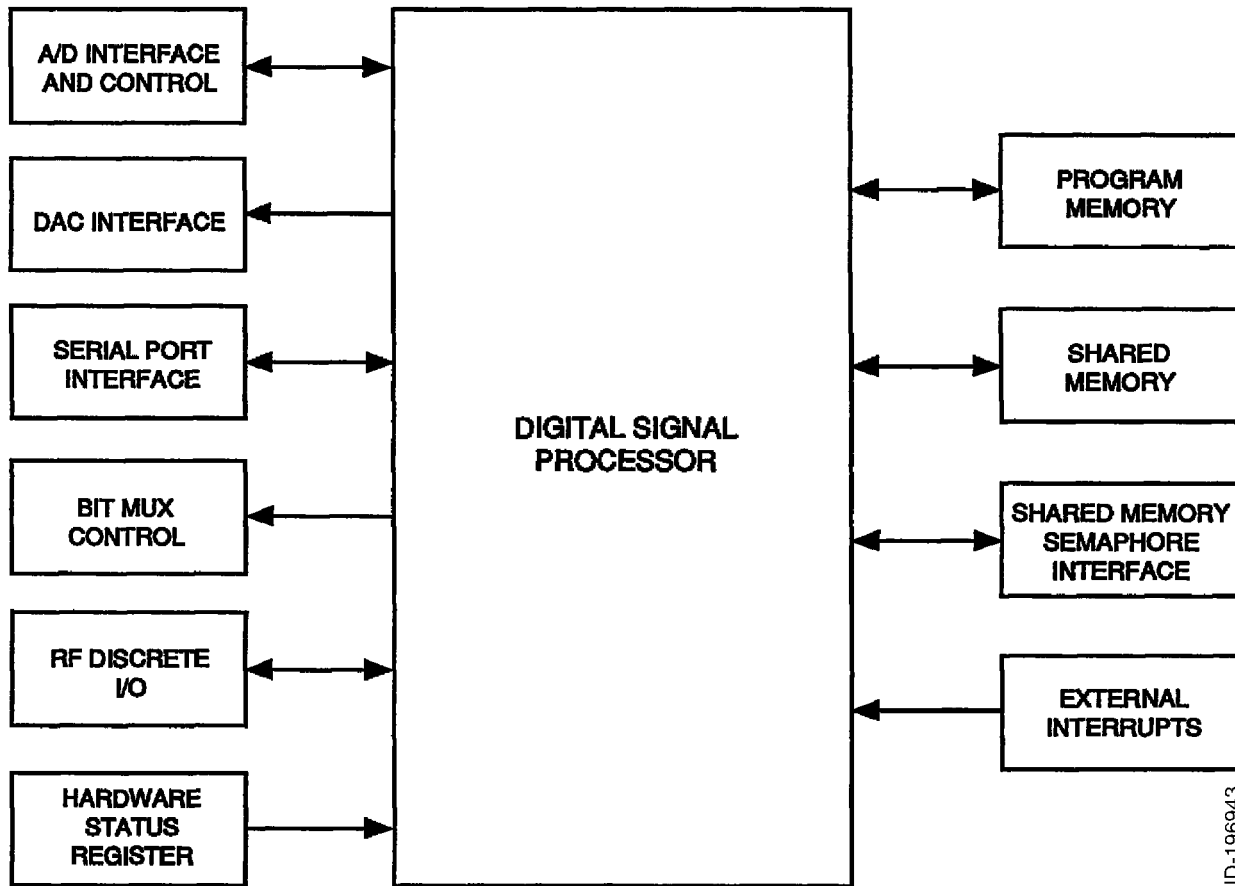 A/D INTERFACE
AND CONTROL
DAC INTERFACE
SERIAL PORT
INTERFACE
BIT MUX
CONTROL
RF DISCRETE
I/O
HARDWARE
STATUS
REGISTER
DIGITAL SIGNAL
PROCESSOR
PROGRAM
MEMORY
SHARED
MEMORY
SHARED MEMORY
SEMAPHORE
INTERFACE
EXTERNAL
INTERRUPTS
ID-196943